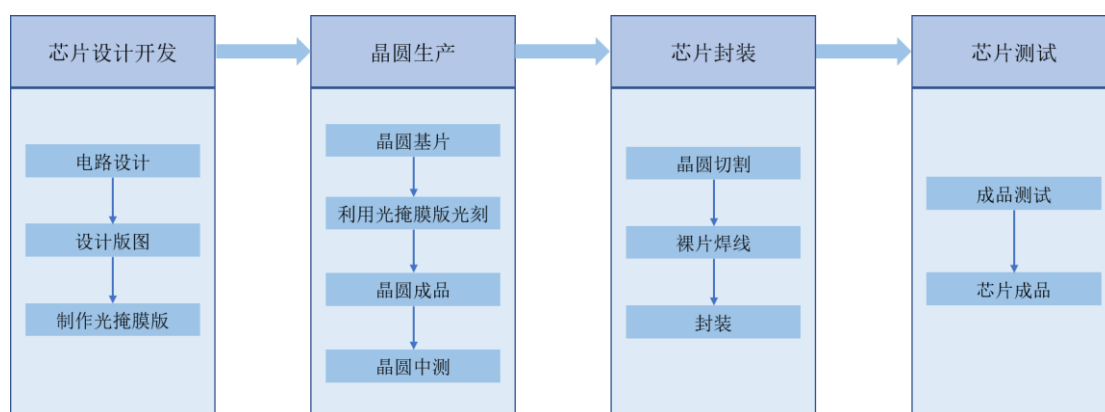 芯片设计开发
电路设计
设计版图
制作光掩膜版
晶圆生产
晶圆基片
利用光掩膜版光刻
晶圆成品
晶圆中测
芯片封装
晶圆切割
裸片焊线
封装
芯片测试
成品测试
芯片成品